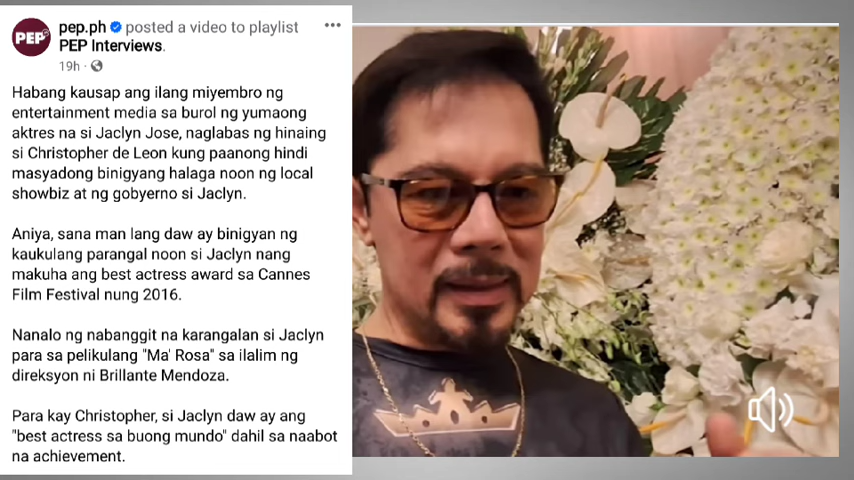 PEP
pep.ph posted a video to playlist
PEP Interviews.
19h
Habang kausap ang ilang miyembro ng
entertainment media sa burol ng yumaong
aktres na si Jaclyn Jose, naglabas ng hinaing
si Christopher de Leon kung paanong hindi
masyadong binigyang halaga noon ng local
showbiz at ng gobyerno si Jaclyn.
Aniya, sana man lang daw ay binigyan ng
kaukulang parangal noon si Jaclyn nang
makuha ang best actress award sa Cannes
Film Festival nung 2016.
Nanalo ng nabanggit na karangalan si Jaclyn
para sa pelikulang "Ma' Rosa" sa ilalim ng
direksyon ni Brillante Mendoza.
Para kay Christopher, si Jaclyn daw ay ang
"best actress sa buong mundo" dahil sa naabot
na achievement.